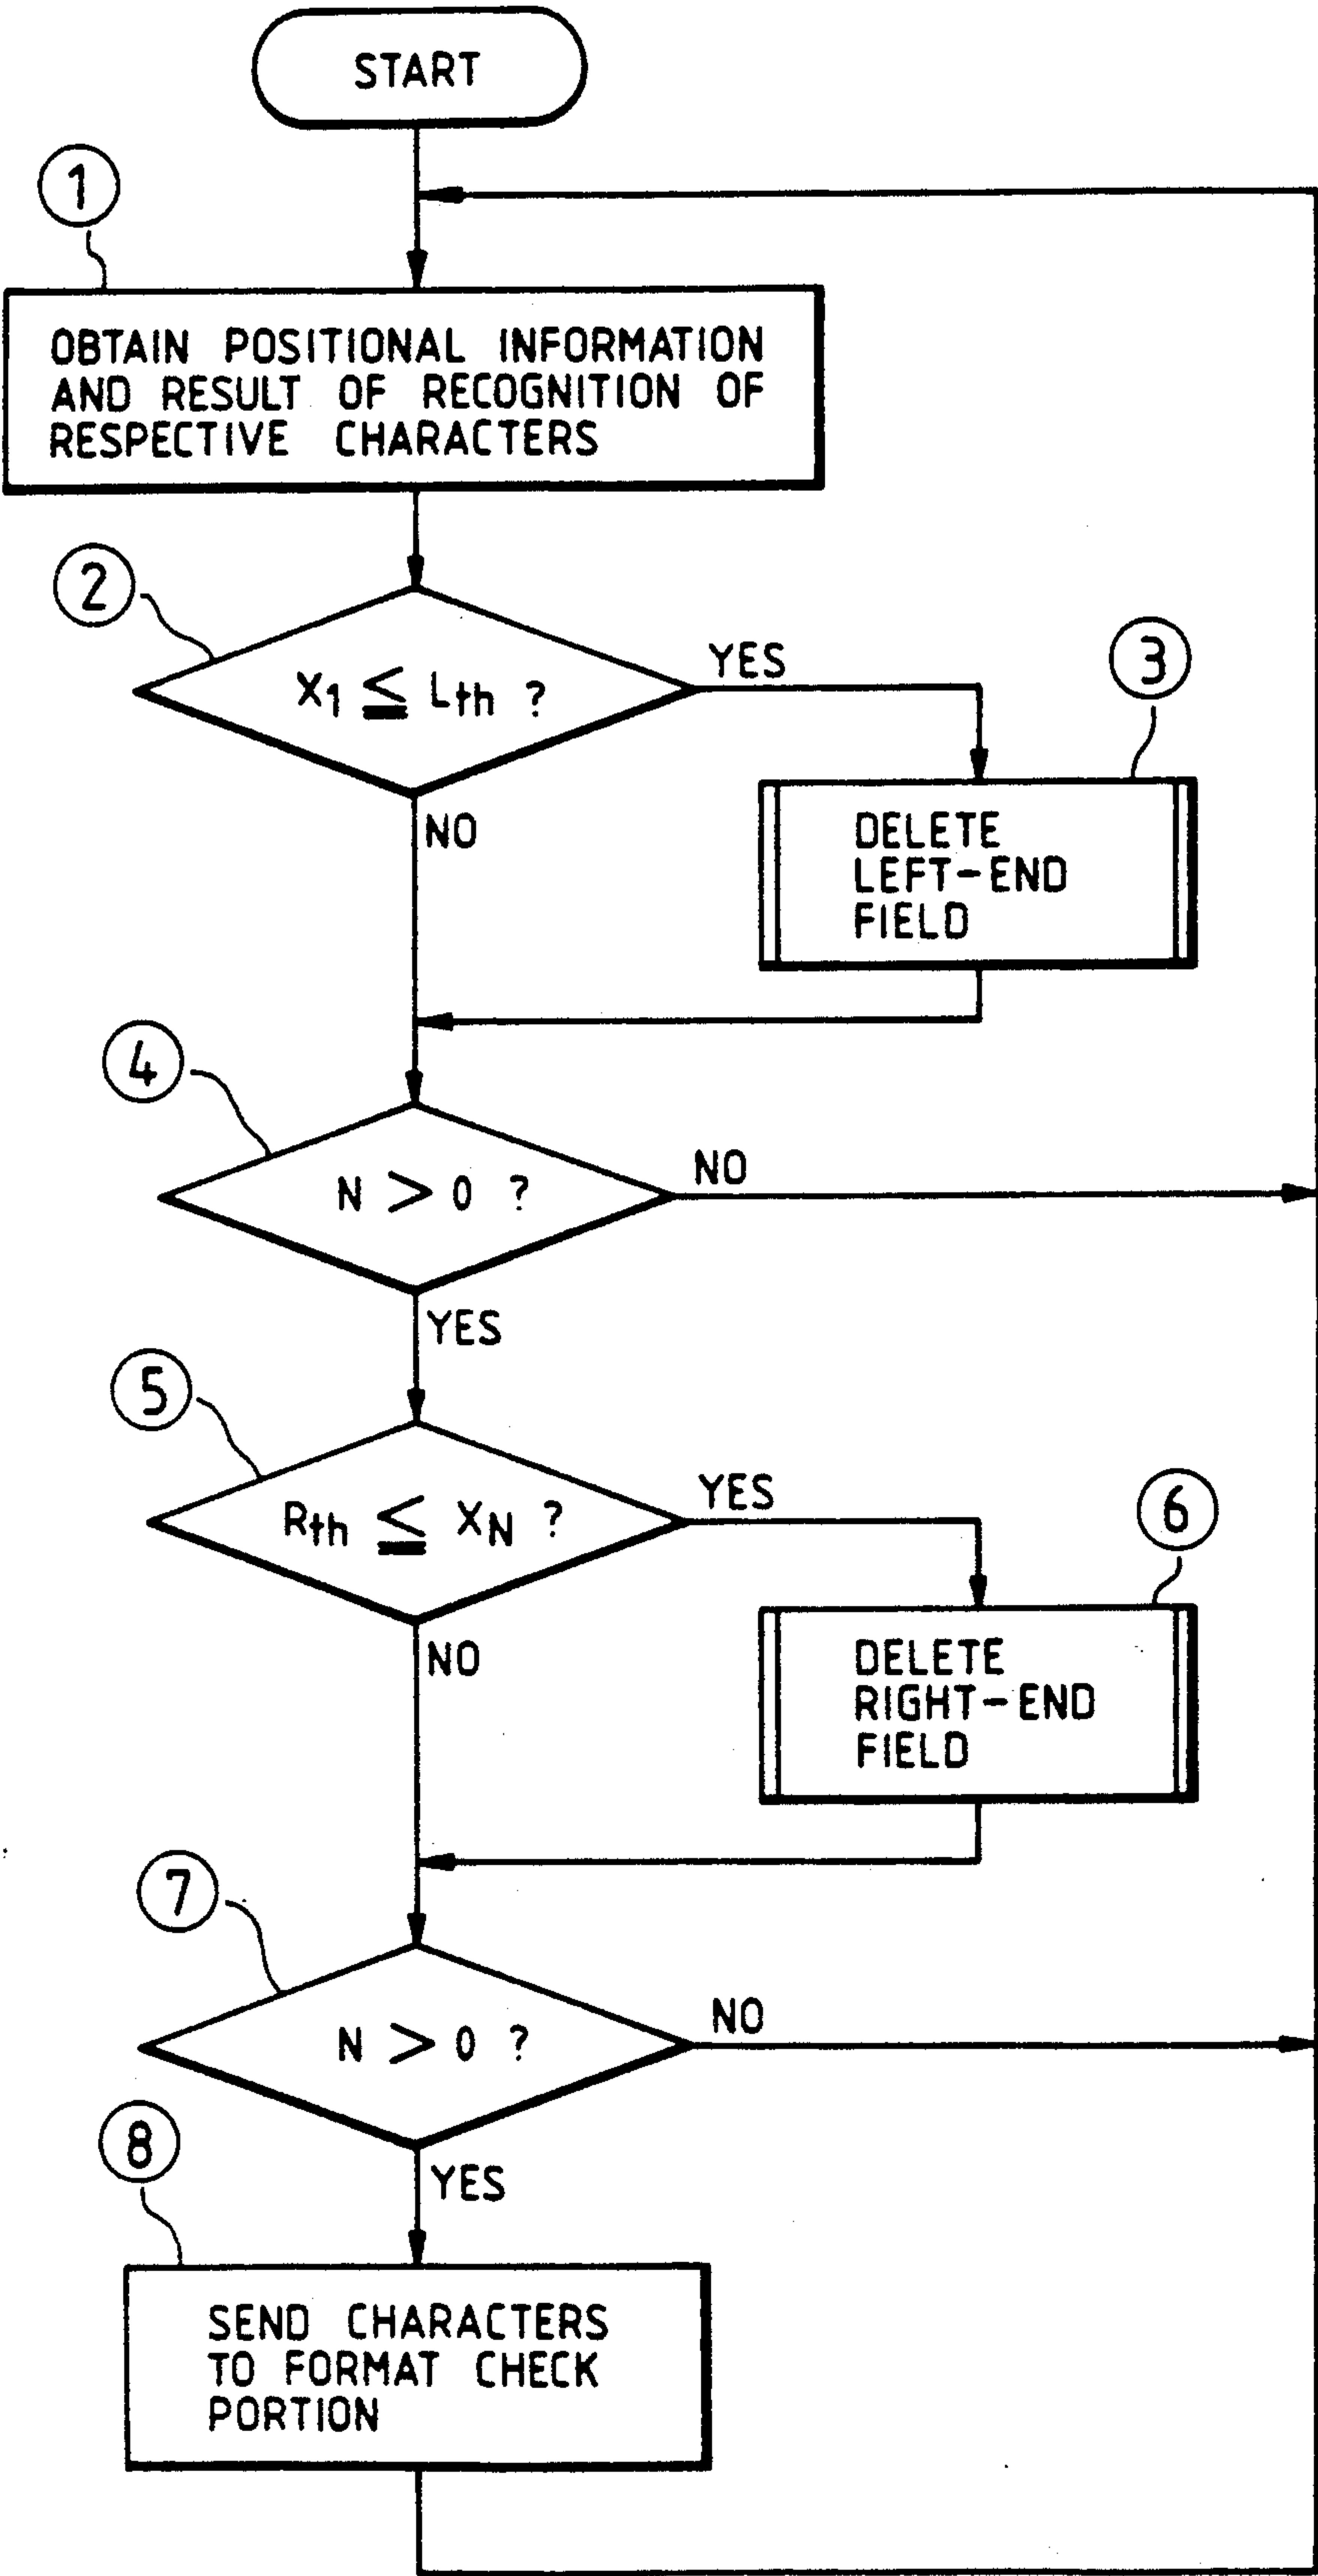 START
1
OBTAIN POSITIONAL INFORMATION
AND RESULT OF RECOGNITION OF
RESPECTIVE CHARACTERS
2
X1 ≦ Lth ?
YES
NO
3
DELETE
LEFT-END
FIELD
4
N > 0 ?
NO
YES
5
Rth ≦ XN ?
YES
NO
6
DELETE
RIGHT-END
FIELD
7
N > 0 ?
NO
YES
8
SEND CHARACTERS
TO FORMAT CHECK
PORTION